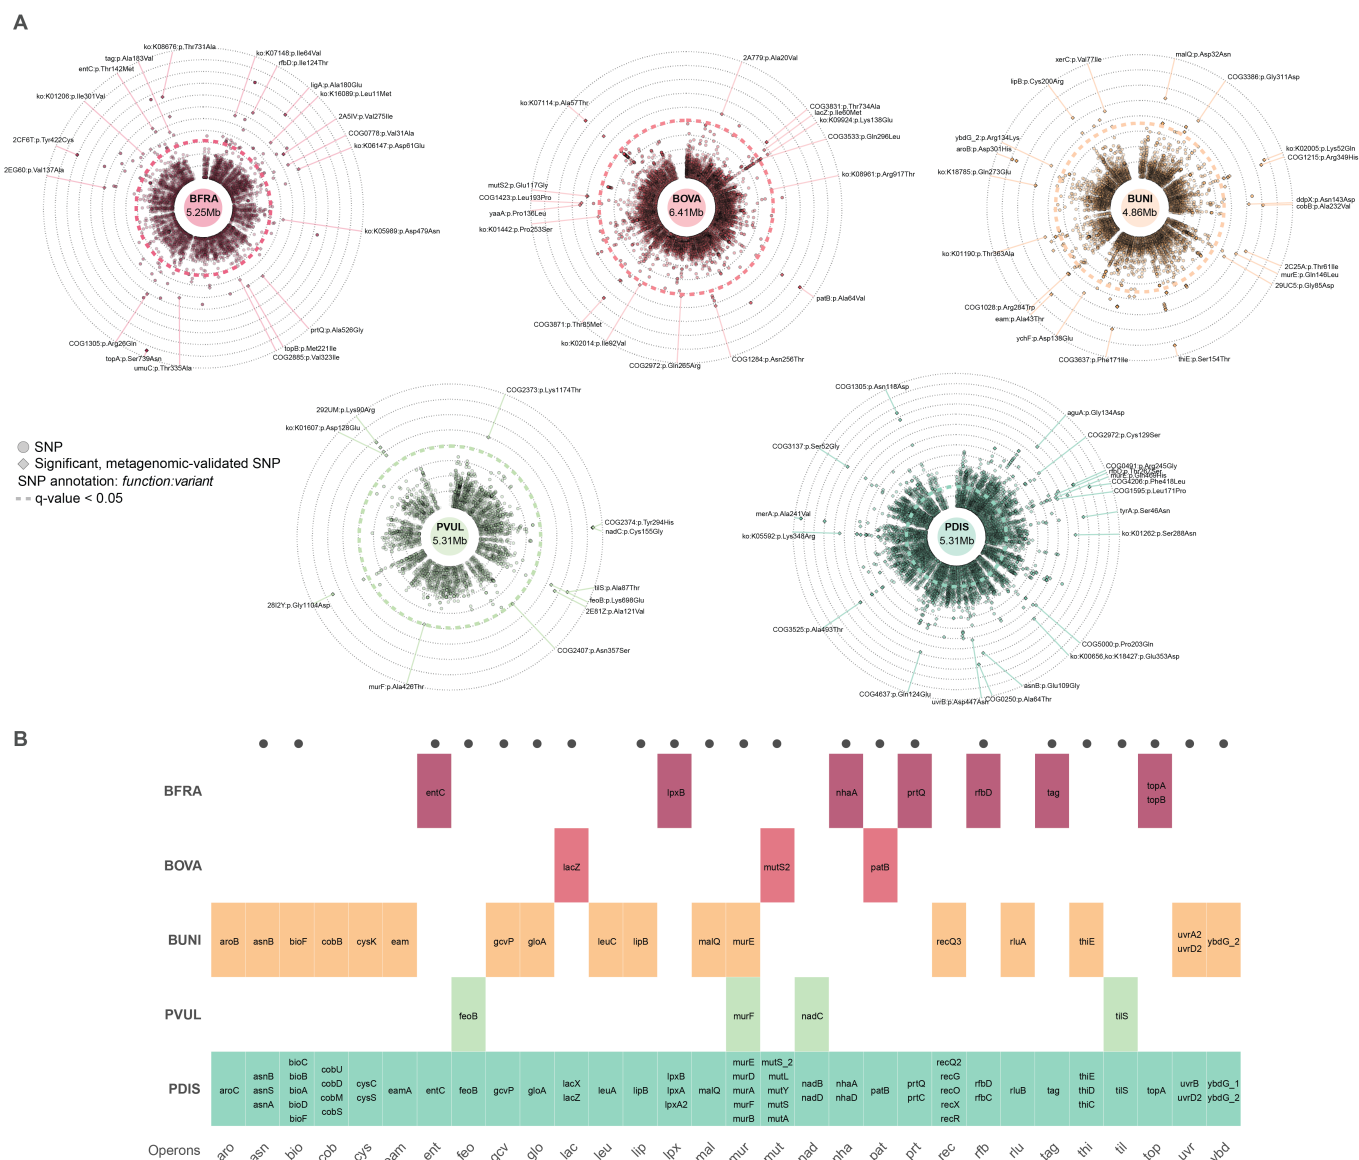 A
ko:K08676:p.Thr731Ala
tag:p.Ala183Val
entC:p.Thr142Met
ko:K01206:p.Ile301Val
2CF6T:p.Tyr422Cys
2EG60:p.Val137Ala
ko:K07148:p.Ile64Val
rfbD:p.Ile124Thr
ligA:p.Ala180Glu
ko:K16089:p.Leu11Met
2A5IV:p.Val275Ile
COG0778:p.Val31Ala
ko:K06147:p.Asp61Glu
ko:K05989:p.Asp479Asn
prtQ:p.Ala526Gly
topB:p.Met221Ile
COG2885:p.Val323Ile
COG1305:p.Arg26Gln
topA:p.Ser739Asn
umuC:p.Thr335Ala
BFRA
5.25Mb
2A779:p.Ala20Val
ko:K07114:p.Ala57Thr
COG3831:p.Thr734Ala
lacZ:p.Ile60Met
ko:K09924:p.Lys138Glu
COG3533:p.Gln296Leu
ko:K08961:p.Arg917Thr
mutS2:p.Glu117Gly
COG1423:p.Leu193Pro
yaaA:p.Pro136Leu
ko:K01442:p.Pro253Ser
patB:p.Ala64Val
COG3871:p.Thr85Met
ko:K02014:p.Ile92Val
COG2972:p.Gln265Arg
COG1284:p.Asn256Thr
BOVA
6.41Mb
malQ:p.Asp32Asn
xerC:p.Val77Ile
lipB:p.Cys200Arg
COG3386:p.Gly311Asp
ybdG_2:p.Arg134Lys
aroB:p.Asp301His
ko:K18785:p.Gln273Glu
ko:K02005:p.Lys52Gln
COG1215:p.Arg349His
ddpX:p.Asn143Asp
cobB:p.Ala232Val
ko:K01190:p.Thr363Ala
2C25A:p.Thr61Ile
murE:p.Gln146Leu
29UC5:p.Gly85Asp
COG1028:p.Arg284Trp
eam:p.Ala43Thr
ychF:p.Asp138Glu
COG3637:p.Phe171Ile
thiE:p.Ser154Thr
BUNI
4.86Mb
SNP
Significant, metagenomic-validated SNP
SNP annotation: function:variant
q-value < 0.05
COG2373:p.Lys1174Thr
292UM:p.Lys90Arg
ko:K01607:p.Asp128Glu
COG2374:p.Tyr294His
nadC:p.Cys155Gly
tilS:p.Ala87Thr
feoB:p.Lys698Glu
2E81Z:p.Ala121Val
28I2Y:p.Gly1104Asp
COG2407:p.Asn357Ser
murF:p.Ala426Thr
PVUL
5.31Mb
COG1305:p.Asn118Asp
aguA:p.Gly134Asp
COG2972:p.Cys129Ser
COG3137:p.Ser52Gly
COG0491:p.Arg245Gly
COG4206:p.Phe418Leu
COG1595:p.Leu171Pro
tyrA:p.Ser46Asn
ko:K01262:p.Ser288Asn
merA:p.Ala241Val
ko:K05592:p.Lys348Arg
COG3525:p.Ala493Thr
COG5000:p.Pro203Gln
ko:K00656,ko:K18427:p.Glu353Asp
asnB:p.Glu109Gly
COG4637:p.Gln124Glu
uvrB:p.Asp447Asn
COG0250:p.Ala64Thr
PDIS
5.31Mb
B
BFRA
entC lpxB nhaA prtQ rfbD tag topA
topB
BOVA
lacZ mutS2 patB
BUNI
aroB asnB bioF cobB cysK eam gcvP gloA leuC lipB malQ murE recQ3 rluA thiE uvrA2 ybdG_2
uvrD2
PVUL
feoB murF nadC tilS
PDIS
aroC
asnB
asnS
asnA
bioC
bioB
bioA
bioD
bioF
cobU
cobD
cobM
cobS
cysC
cysS
eamA
entC
feoB
gcvP
gloA
lacX
lacZ
leuA
lipB
lpxB
lpxA
lpxA2
malQ
murE
murD
murA
murF
murB
mutS_2
mutL
mutY
mutS
mutA
nadB
nadD
nhaA
nhaD
patB
prtQ
prtC
recQ2
recG
recO
recX
recR
rfbD
rfbC
rluB
tag
thiE
thiD
thiC
tilS
topA
uvrB
uvrD2
ybdG_1
ybdG_2
Operons aro asn bio cob cys eam ent feo gcv glo lac leu lip lpx mal mur mut nad nha pat prt rec rfb rlu tag thi til top uvr ybd